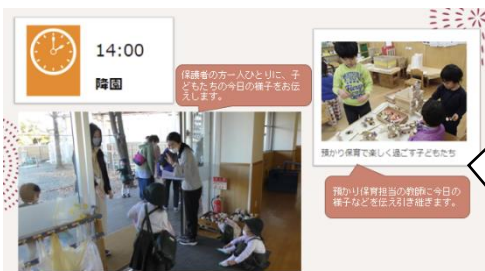 14:00
降園
保護者の方一人ひとりに、子
どもたちの今日の様子をお伝
えします。
預かり保育で楽しく過ごす子どもたち
預かり保育担当の教師に今日の
様子などを伝え引き継ぎます。